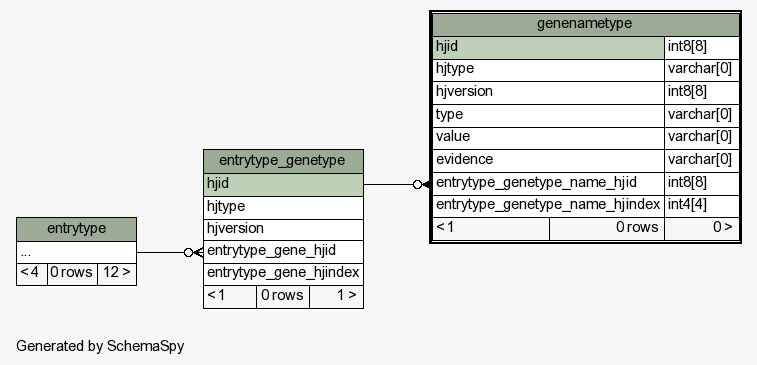 genenametype
hjid int8[8]
hjtype varchar[0]
hjversion int8[8]
type varchar[0]
value varchar[0]
evidence varchar[0]
entrytype_genetype_name_hjid int8[8]
entrytype_genetype_name_hjindex int4[4]
< 1 0 rows 0 >
entrytype_genetype
hjid
hjtype
hjversion
entrytype_gene_hjid
entrytype_gene_hjindex
< 1 0 rows 1 >
entrytype
...
< 4 0 rows 12 >
Generated by SchemaSpy